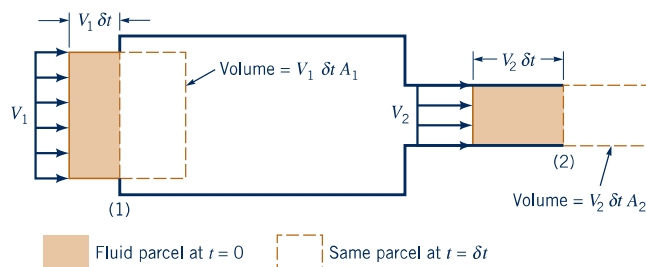 V₁ δt
Volume = V₁ δt A₁
V₂ δt
V₁
V₂
(1)
(2)
Volume = V₂ δt A₂
Fluid parcel at t = 0
Same parcel at t = δt